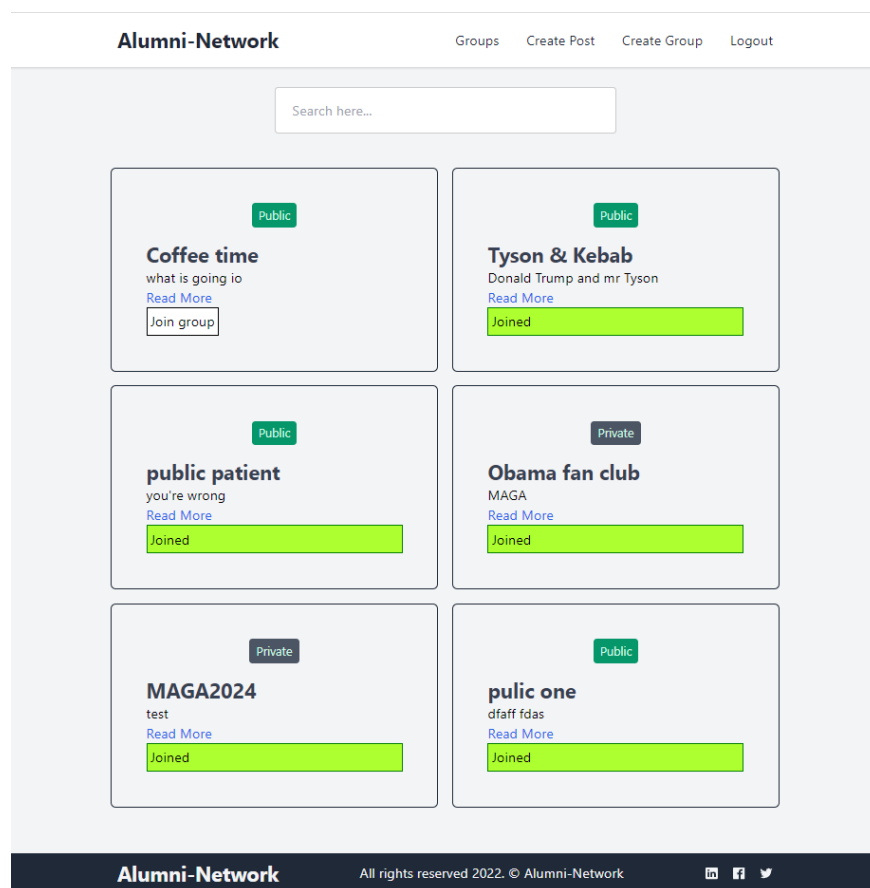 Alumni-Network
Groups Create Post Create Group Logout
Search here...
Public
Coffee time
what is going io
Read More
Join group
Public
Tyson & Kebab
Donald Trump and mr Tyson
Read More
Joined
Public
public patient
you're wrong
Read More
Joined
Private
Obama fan club
MAGA
Read More
Joined
Private
MAGA2024
test
Read More
Joined
Public
pulic one
dfaff fdas
Read More
Joined
Alumni-Network
All rights reserved 2022. © Alumni-Network